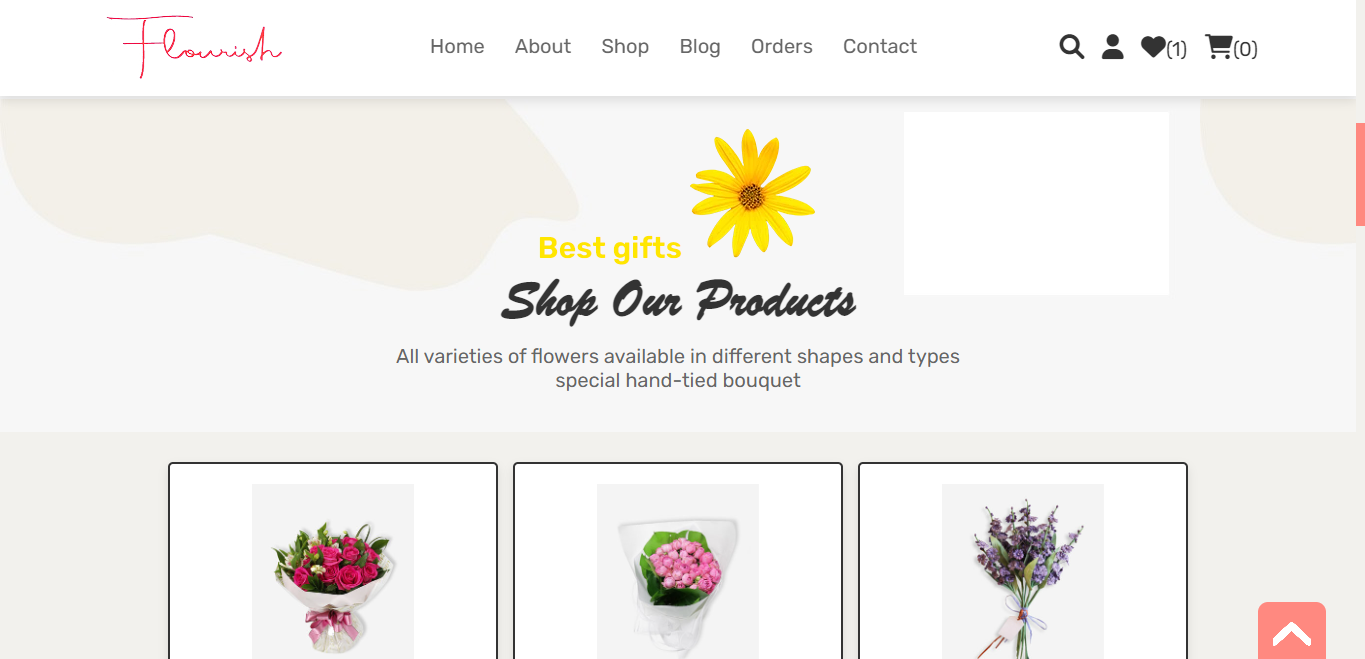 Flourish
Home About Shop Blog Orders Contact (1) (0)
Best gifts
Shop Our Products
All varieties of flowers available in different shapes and types
special hand-tied bouquet